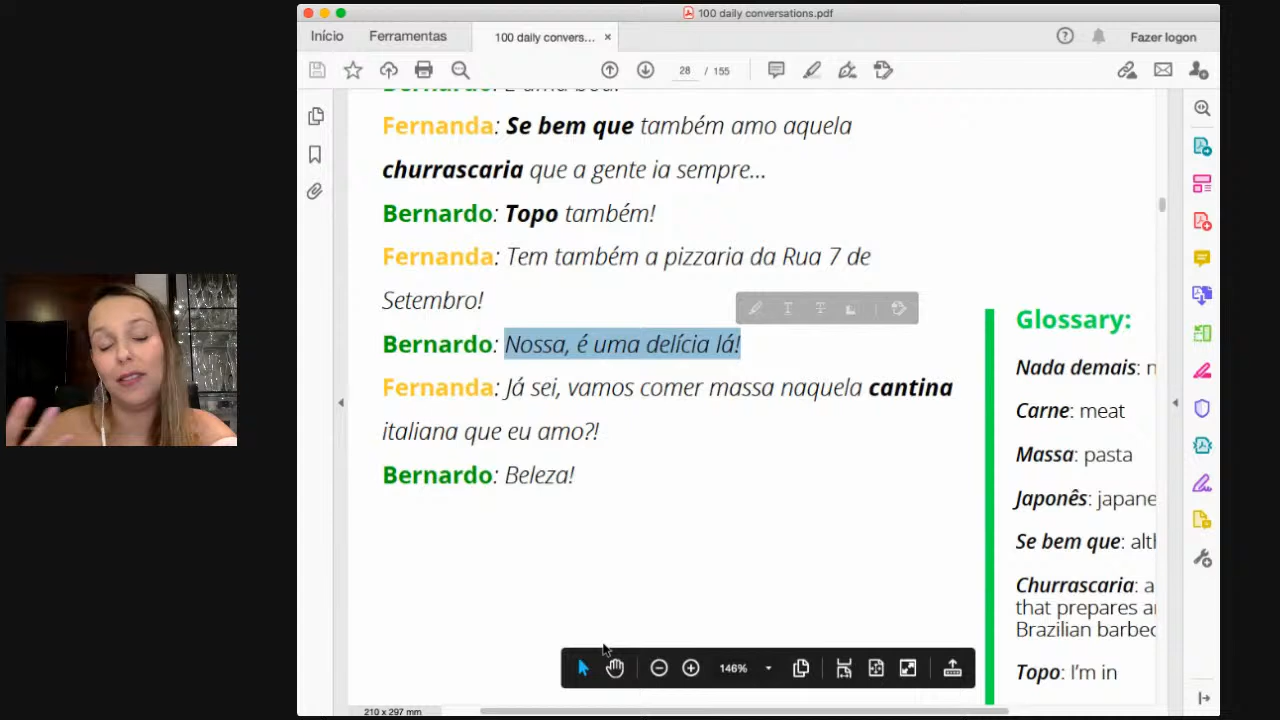 100 daily conversations.pdf
Início
Ferramentas
100 daily convers...
Fazer logon
28 / 155
Fernanda: Se bem que também amo aquela
churrascaria que a gente ia sempre...
Bernardo: Topo também!
Fernanda: Tem também a pizzaria da Rua 7 de
Setembro!
Bernardo: Nossa, é uma delícia lá!
Fernanda: Já sei, vamos comer massa naquela cantina
italiana que eu amo?!
Bernardo: Beleza!
Glossary:
Nada demais:
Carne: meat
Massa: pasta
Japonês:
Se bem que:
Churrascaria: a
that prepares
Brazilian
Topo: I'm in
146%
210 x 297 mm